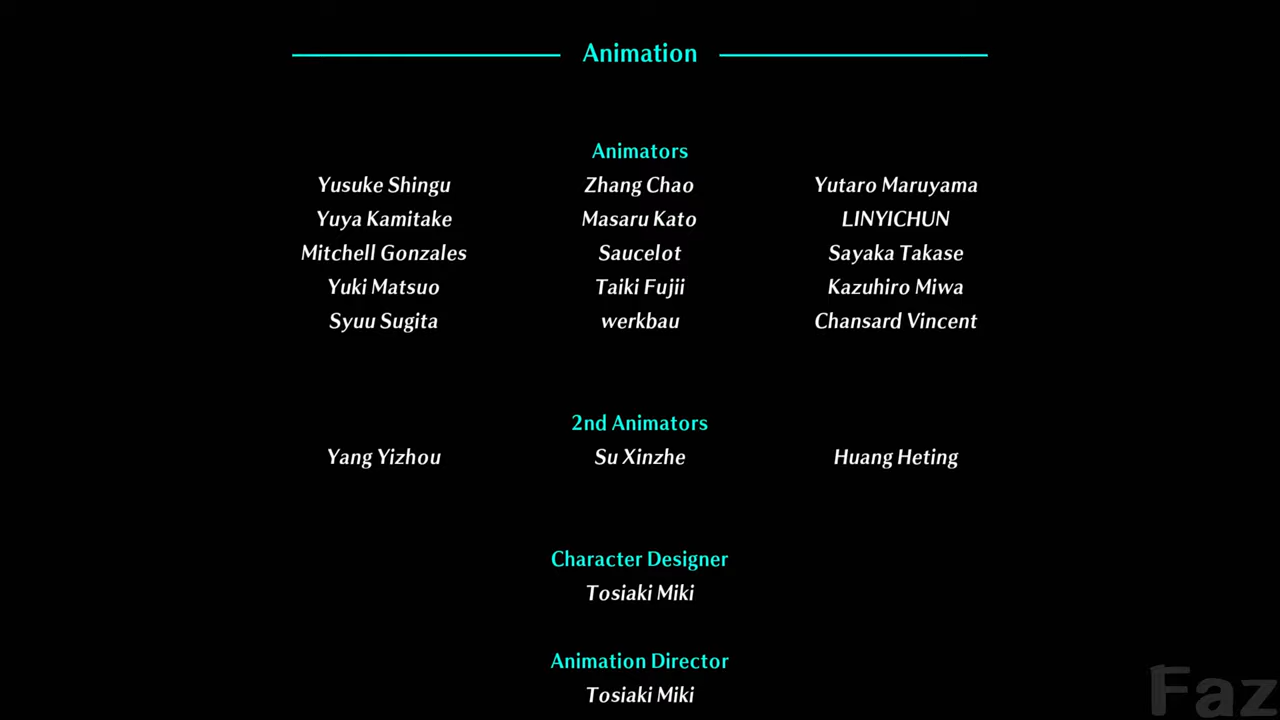 Animation
Animators
Yusuke Shingu Zhang Chao Yutaro Maruyama
Yuya Kamitake Masaru Kato LINYICHUN
Mitchell Gonzales Saucelot Sayaka Takase
Yuki Matsuo Taiki Fujii Kazuhiro Miwa
Syuu Sugita werkbau Chansard Vincent
2nd Animators
Yang Yizhou Su Xinzhe Huang Heting
Character Designer
Tosiaki Miki
Animation Director
Tosiaki Miki
Faz